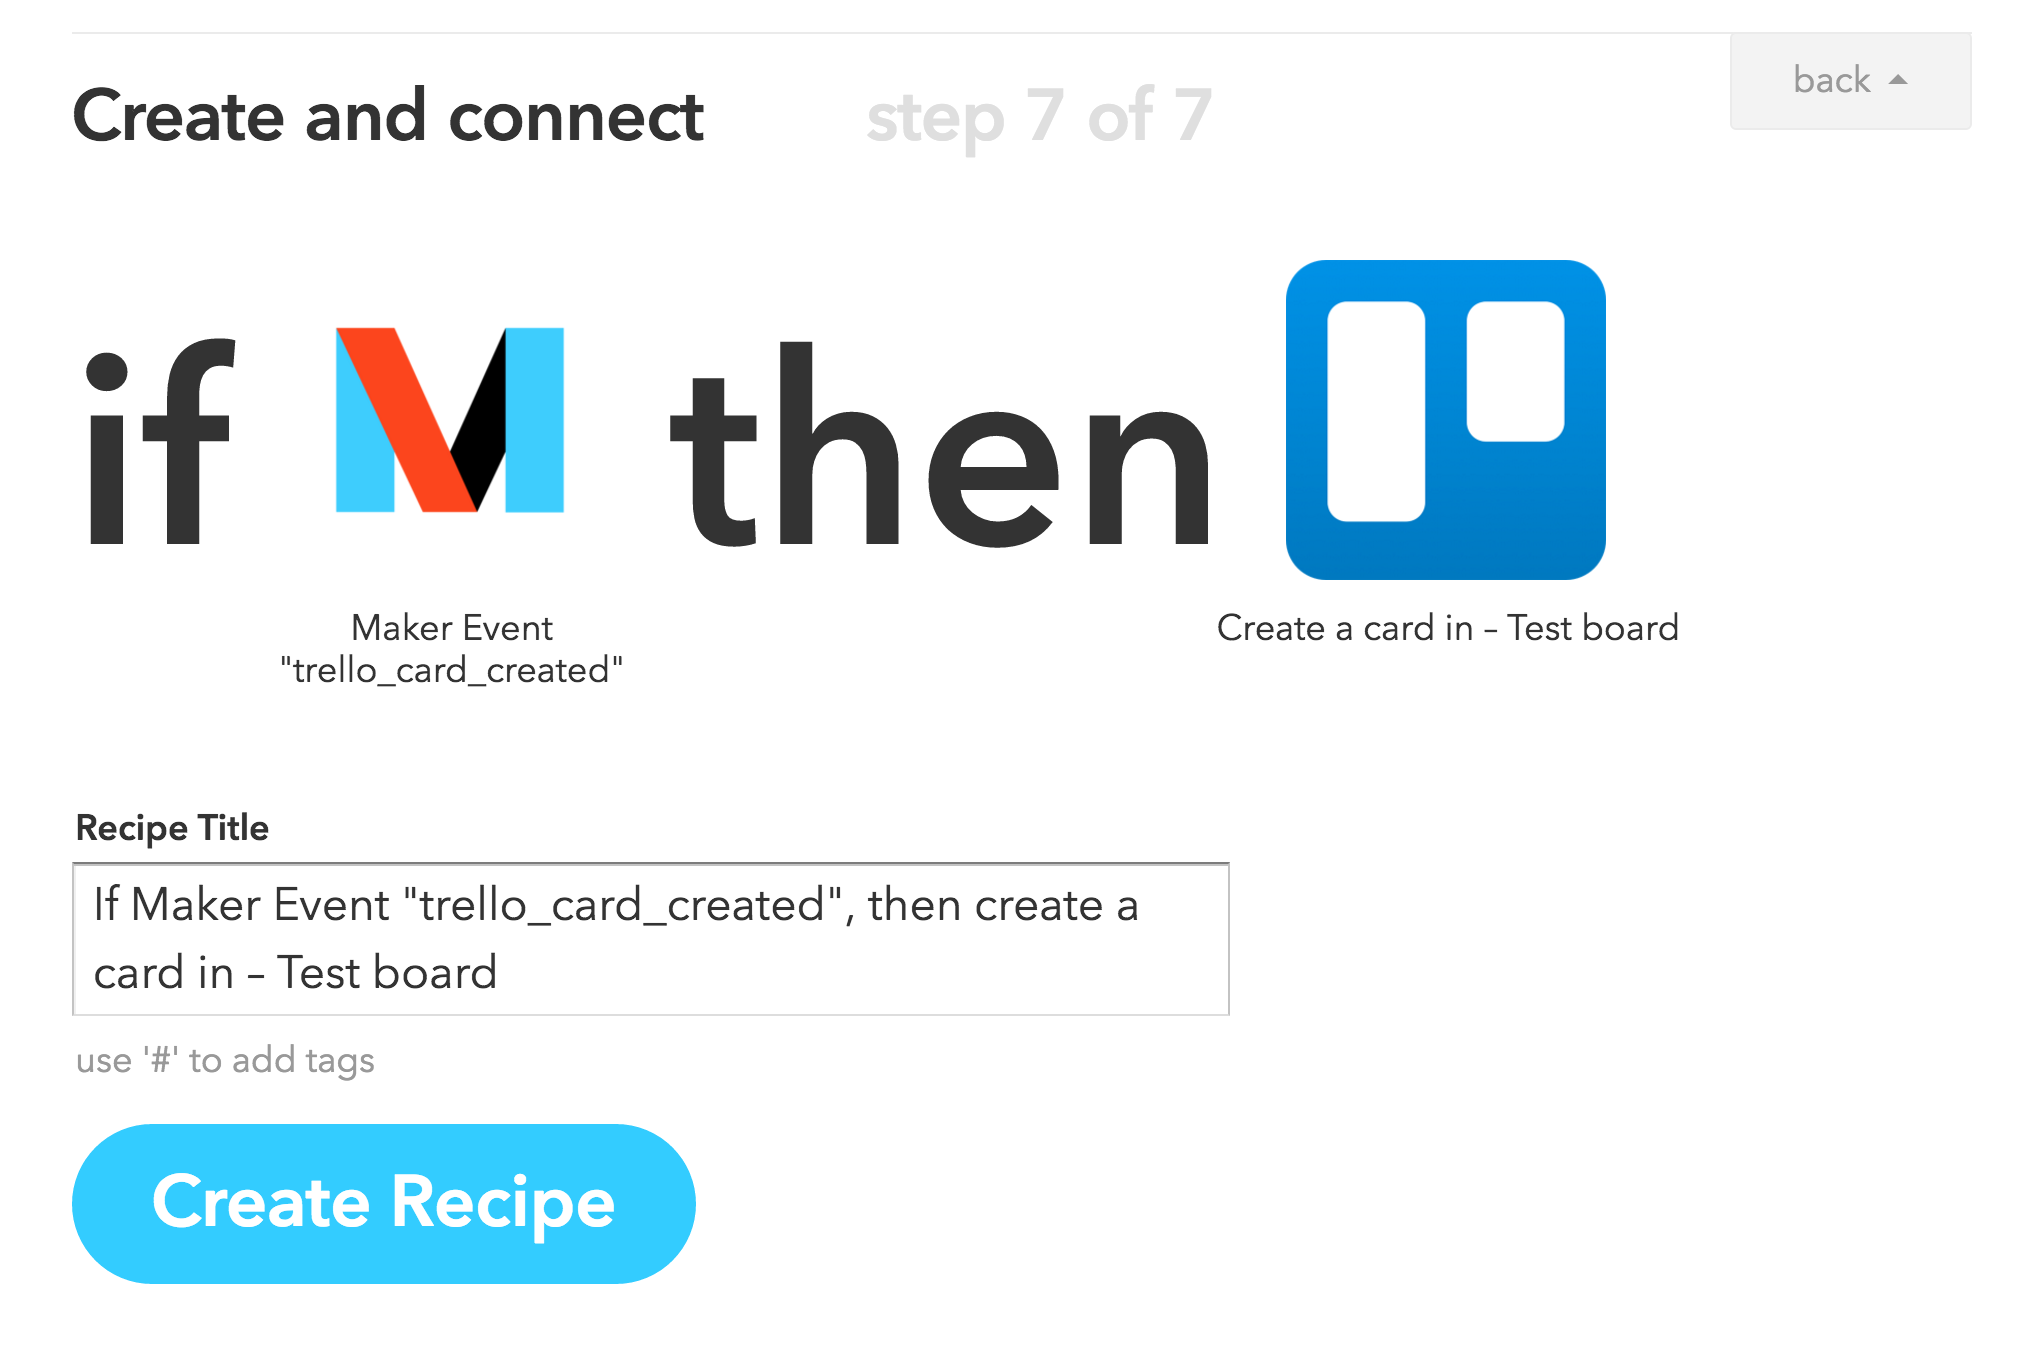 back
Create and connect step 7 of 7
if then
Maker Event
"trello_card_created"
Create a card in – Test board
Recipe Title
If Maker Event "trello_card_created", then create a
card in – Test board
use '#' to add tags
Create Recipe